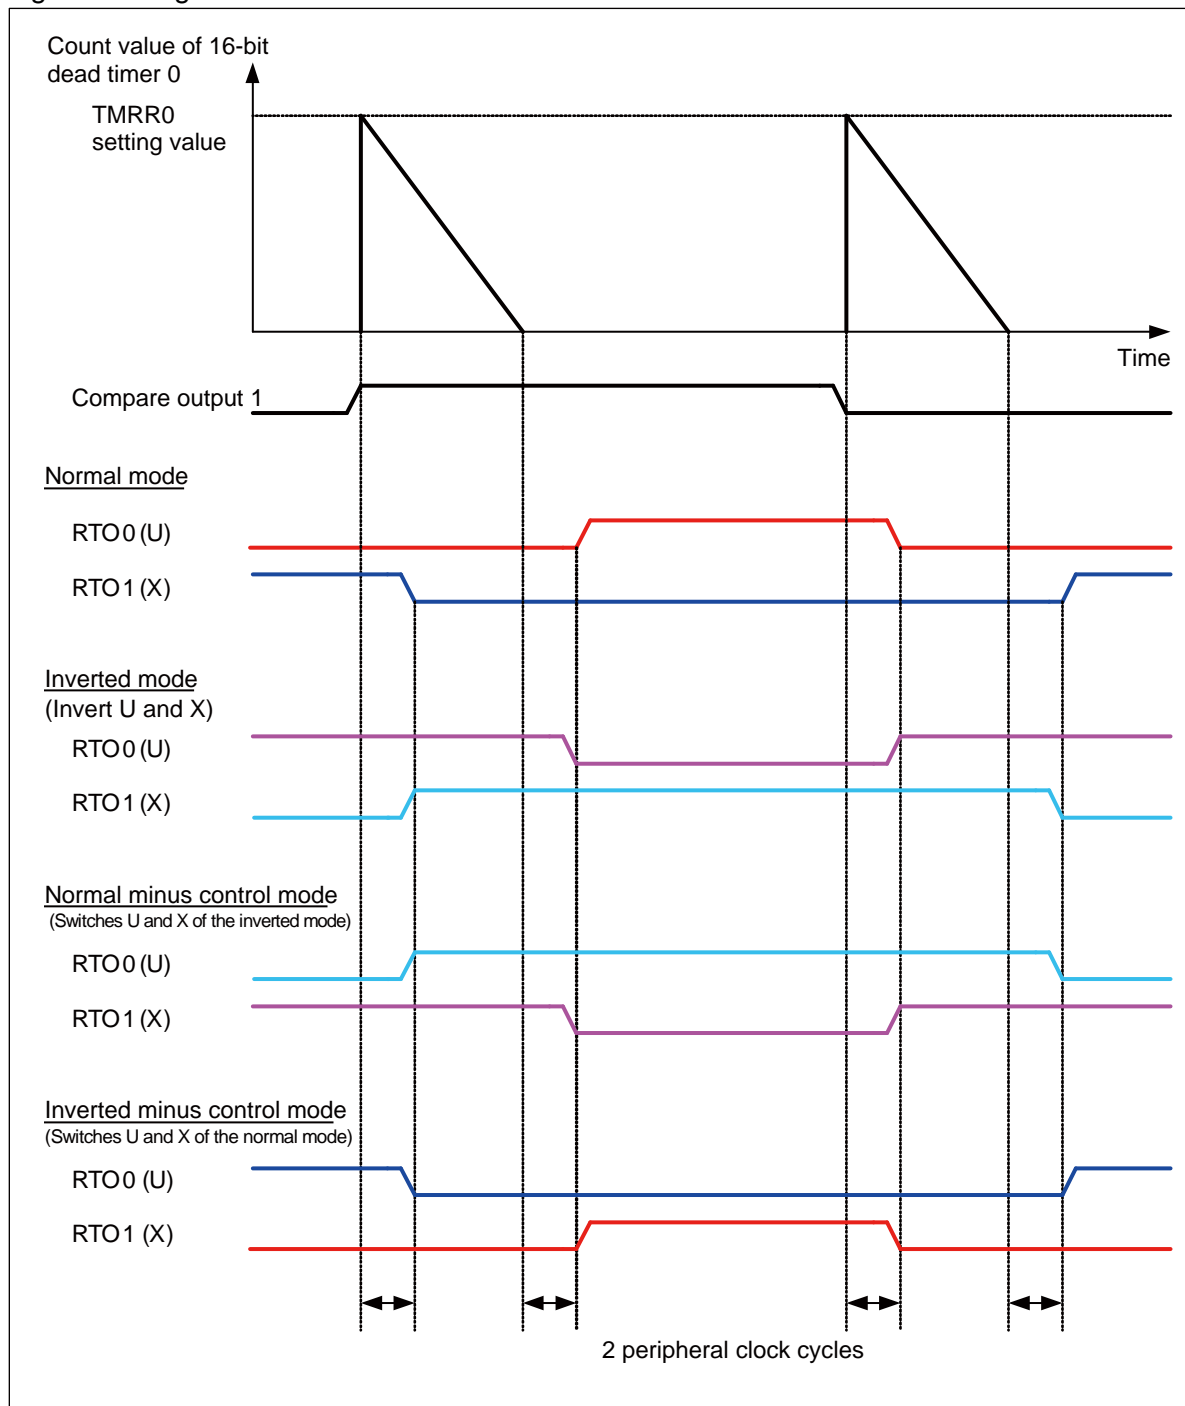 Count value of 16-bit
dead timer 0
TMRR0
setting value
Time
Compare output 1
Normal mode
RTO0 (U)
RTO1 (X)
Inverted mode
(Invert U and X)
RTO0 (U)
RTO1 (X)
Normal minus control mode
(Switches U and X of the inverted mode)
RTO0 (U)
RTO1 (X)
Inverted minus control mode
(Switches U and X of the normal mode)
RTO0 (U)
RTO1 (X)
2 peripheral clock cycles